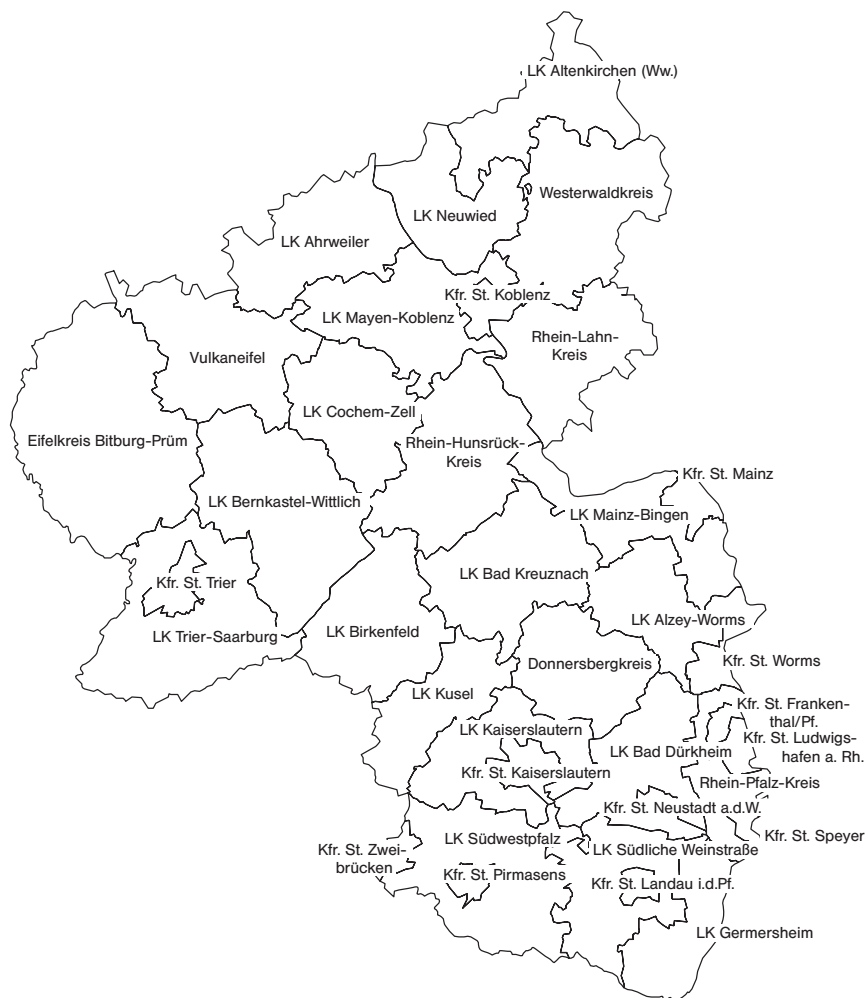 LK Altenkirchen (Ww.)
Westerwaldkreis
LK Neuwied
LK Ahrweiler
Kfr. St. Koblenz
LK Mayen-Koblenz
Rhein-Lahn-
Kreis
Vulkaneifel
LK Cochem-Zell
Eifelkreis Bitburg-Prüm
Rhein-Hunsrück-
Kreis
Kfr. St. Mainz
LK Bernkastel-Wittlich
LK Mainz-Bingen
Kfr. St. Trier
LK Bad Kreuznach
LK Trier-Saarburg
LK Birkenfeld
LK Alzey-Worms
Donnersbergkreis
Kfr. St. Worms
LK Kusel
Kfr. St. Franken-
thal/Pf.
LK Kaiserslautern
Kfr. St. Ludwigs-
hafen a. Rh.
LK Bad Dürkheim
Kfr. St. Kaiserslautern
Rhein-Pfalz-Kreis
Kfr. St. Neustadt a.d.W.
Kfr. St. Speyer
LK Südwestpfalz
Kfr. St. Zwei-
brücken
LK Südliche Weinstraße
Kfr. St. Pirmasens
Kfr. St. Landau i.d.Pf.
LK Germersheim